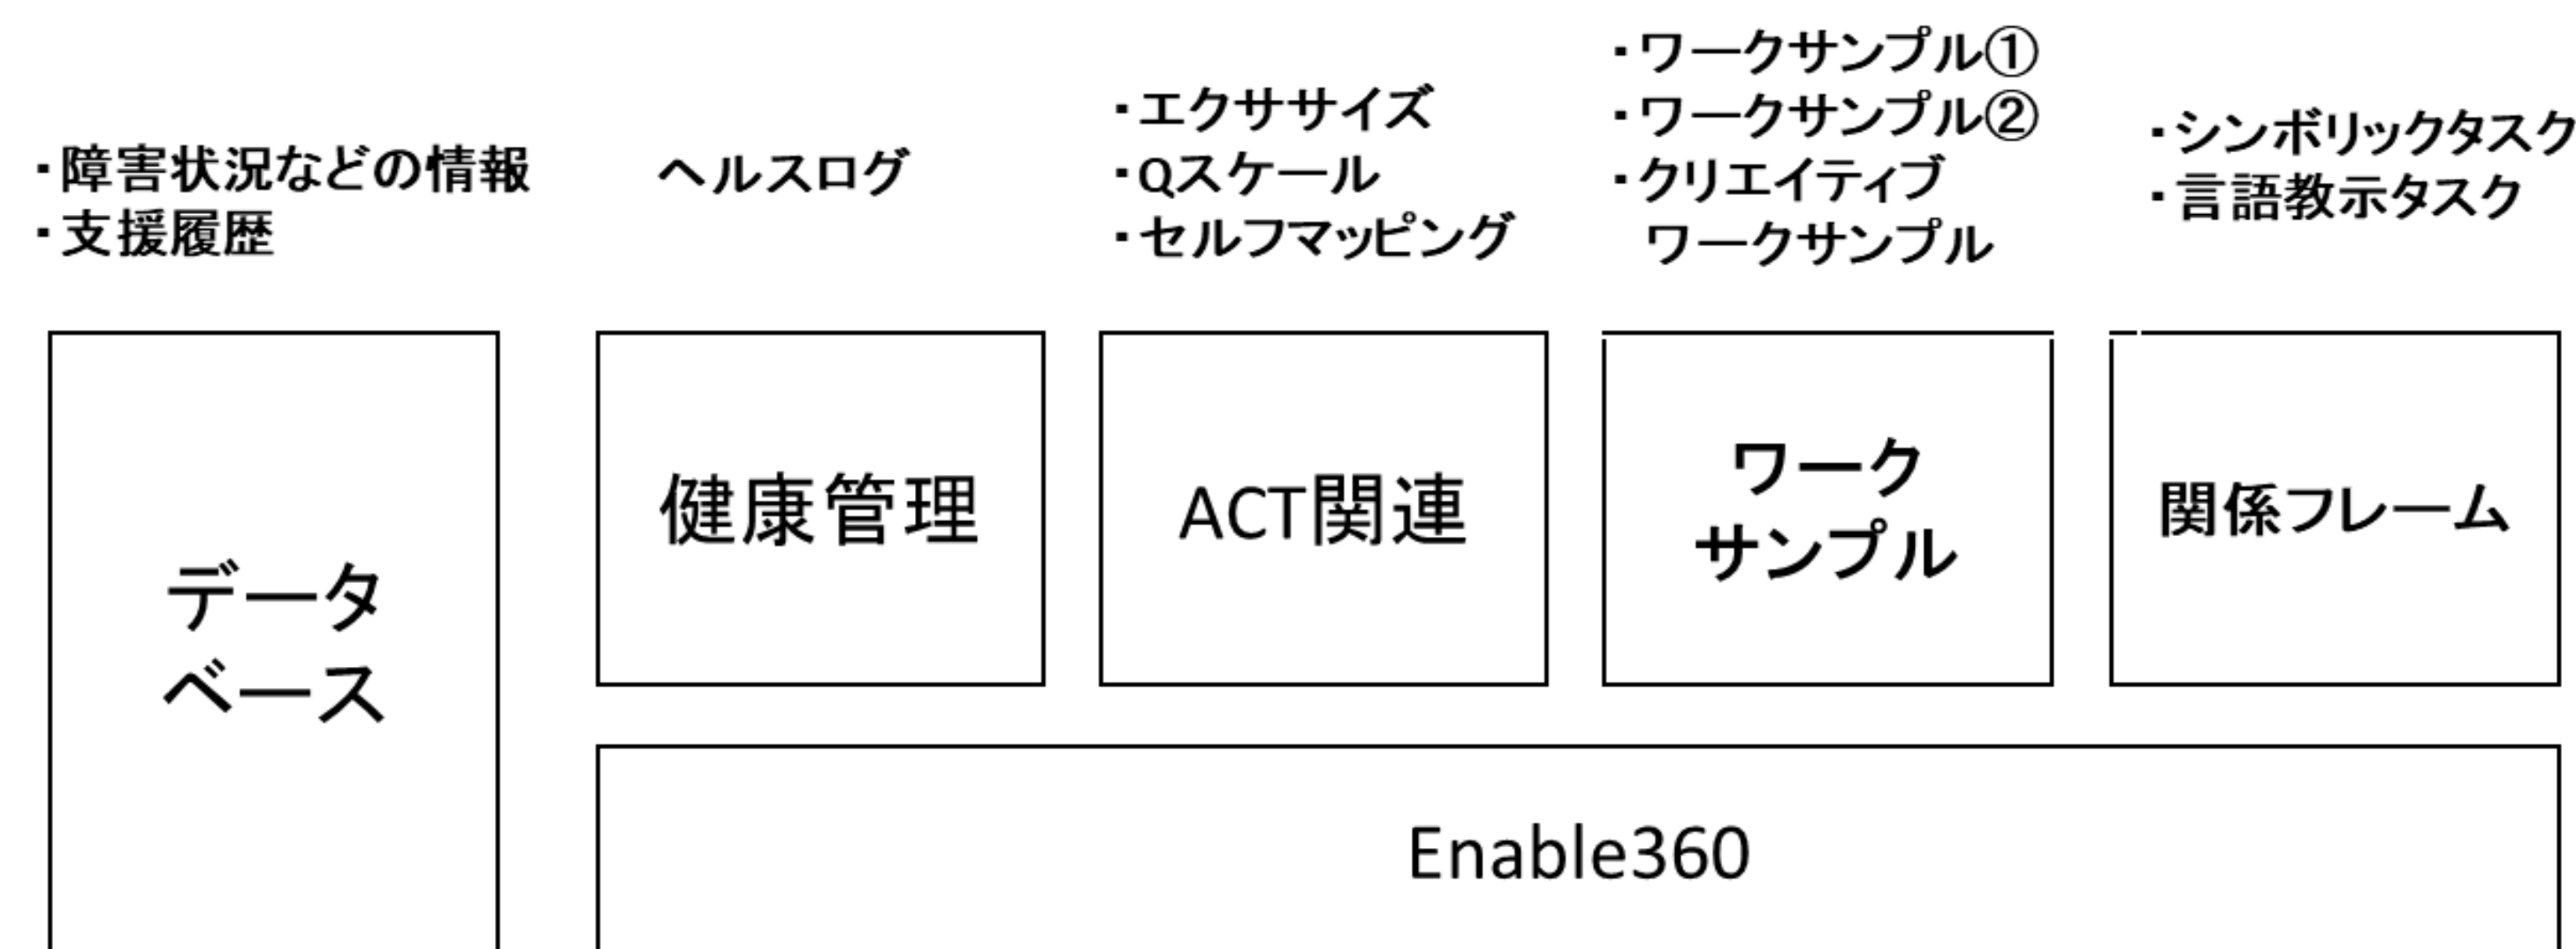 ・障害状況などの情報
・支援履歴
ヘルスログ
・エクササイズ
・Qスケール
・セルフマッピング
・ワークサンプル①
・ワークサンプル②
・クリエイティブ
ワークサンプル
・シンボリックタスク
・言語教示タスク
データ
ベース
健康管理
ACT関連
ワーク
サンプル
関係フレーム
Enable360